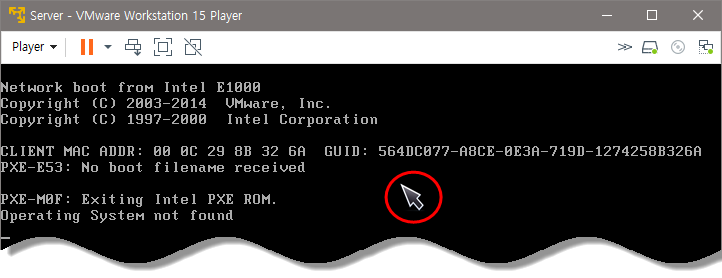 Server - VMware Workstation 15 Player
Player
Network boot from Intel E1000
Copyright (C) 2003-2014  VMware, Inc.
Copyright (C) 1997-2000  Intel Corporation
CLIENT MAC ADDR: 00 0C 29 8B 32 6A  GUID: 564DC077-A8CE-0E3A-719D-1274258B326A
PXE-E53: No boot filename received
PXE-M0F: Exiting Intel PXE ROM.
Operating System not found